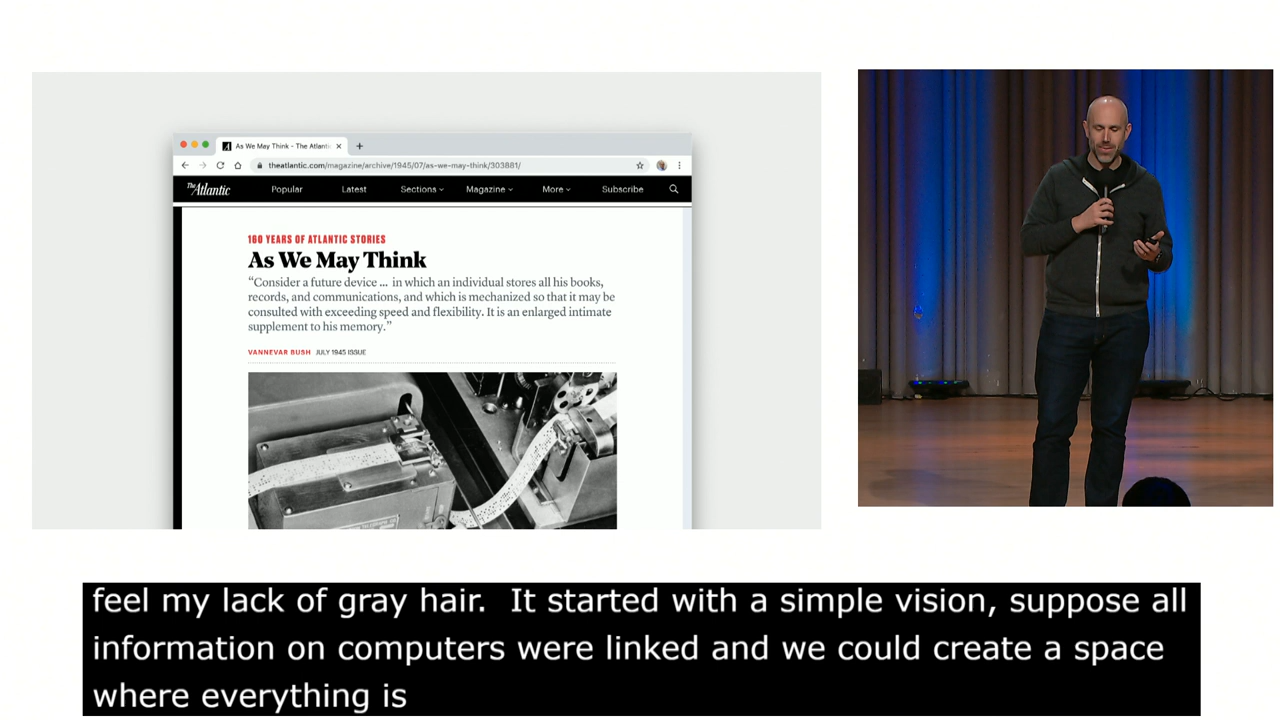 As We May Think - The Atlanti
theatlantic.com/magazine/archive/1945/07/as-we-may-think/303881/
The Atlantic
Popular
Latest
Sections
Magazine
More
Subscribe
160 YEARS OF ATLANTIC STORIES
As We May Think
“Consider a future device ... in which an individual stores all his books,
records, and communications, and which is mechanized so that it may be
consulted with exceeding speed and flexibility. It is an enlarged intimate
supplement to his memory.”
VANNEVAR BUSH JULY 1945 ISSUE
feel my lack of gray hair. It started with a simple vision, suppose all
information on computers were linked and we could create a space
where everything is